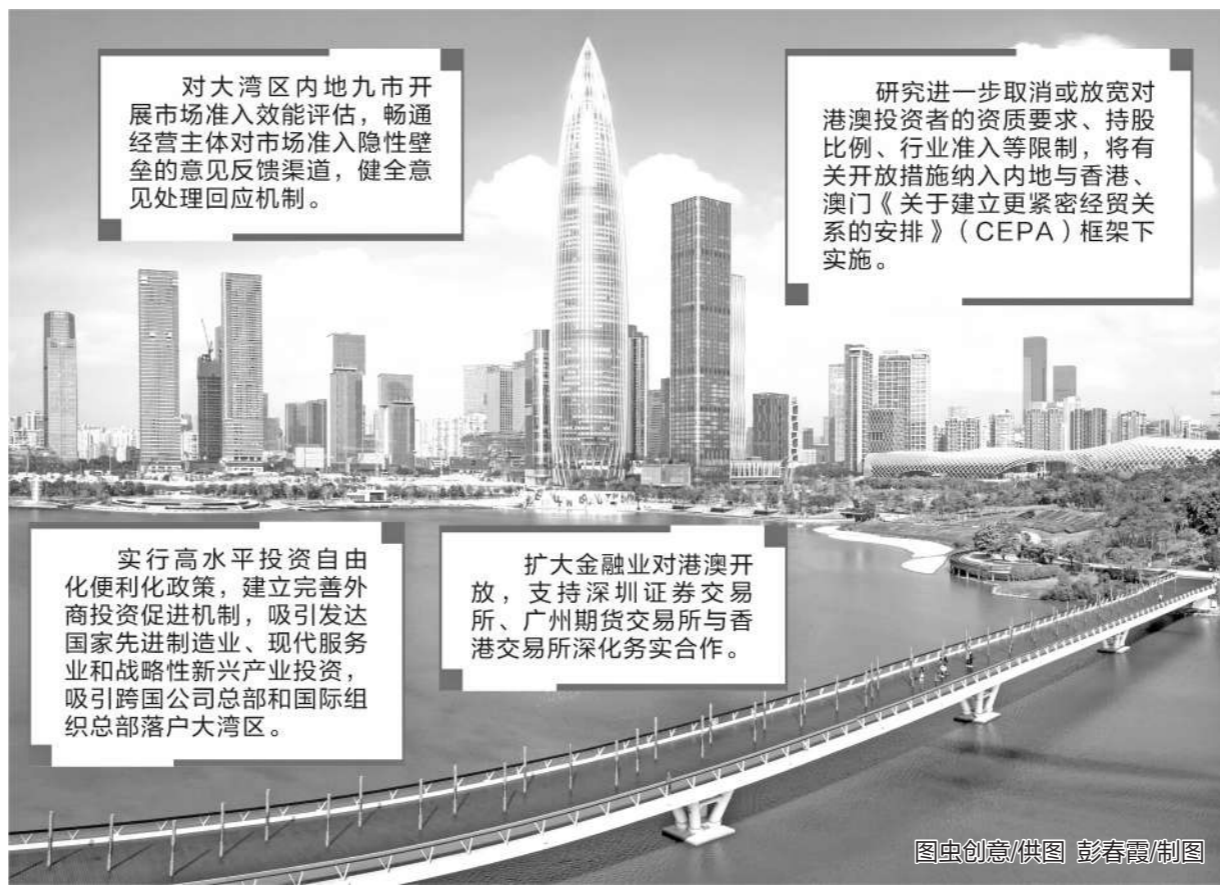 对大湾区内地九市开
展市场准入效能评估，畅通
经营主体对市场准入隐性壁
垒的意见反馈渠道，健全意
见处理回应机制。
研究进一步取消或放宽对
港澳投资者的资质要求、持股
比例、行业准入等限制，将有
关开放措施纳入内地与香港、
澳门《关于建立更紧密经贸关
系的安排》（CEPA）框架下
实施。
实行高水平投资自由
化便利化政策，建立完善外
商投资促进机制，吸引发达
国家先进制造业、现代服务
业和战略性新兴产业投资，
吸引跨国公司总部和国际组
织总部落户大湾区。
扩大金融业对港澳开
放，支持深圳证券交易
所、广州期货交易所与香
港交易所深化务实合作。
图虫创意/供图 彭春霞/制图